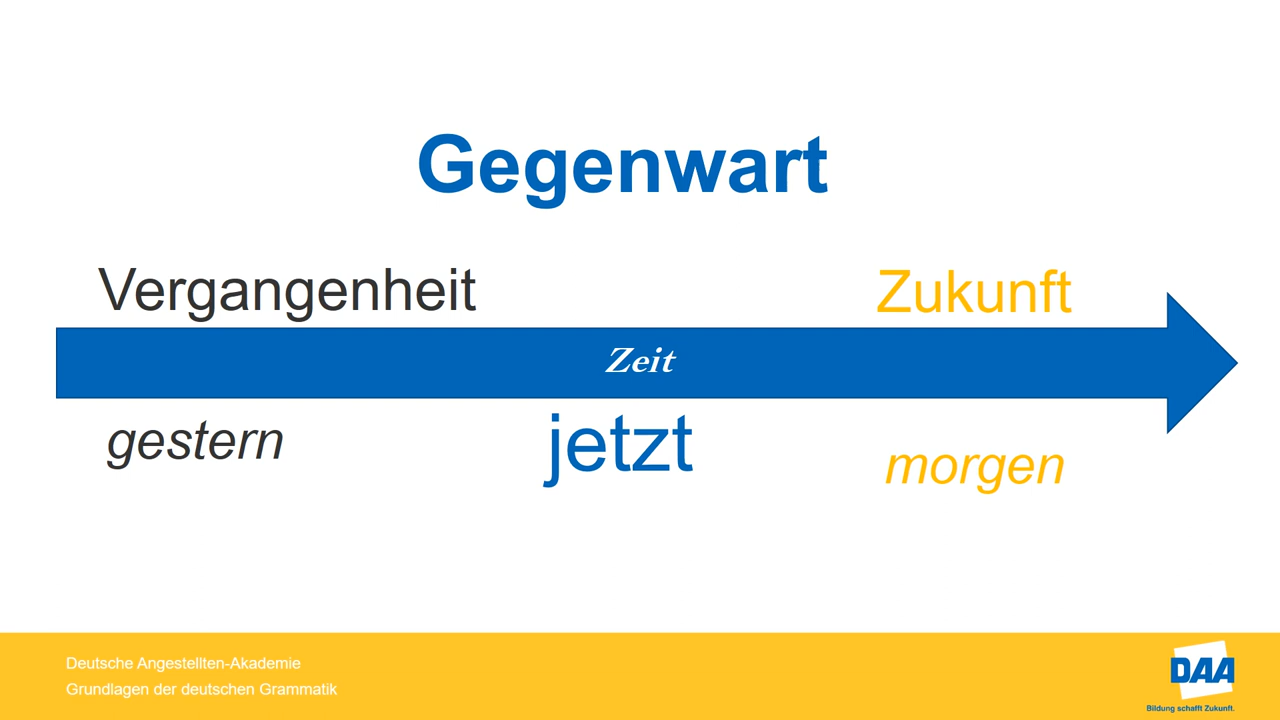 Gegenwart
Vergangenheit
Zukunft
Zeit
gestern
jetzt
morgen
Deutsche Angestellten-Akademie
Grundlagen der deutschen Grammatik
DAA
Bildung schafft Zukunft.